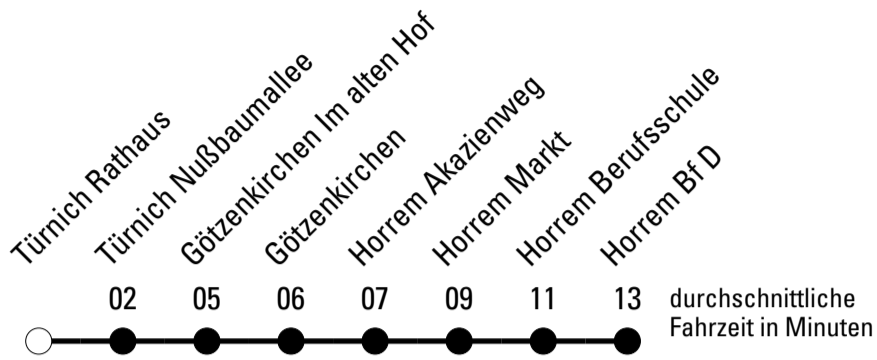 Türnich Rathaus
Türnich Nußbaumallee
Götzenkirchen Im alten Hof
Götzenkirchen
Horrem Akazienweg
Horrem Markt
Horrem Berufsschule
Horrem Bf D
02 05 06 07 09 11 13
durchschnittliche
Fahrzeit in Minuten